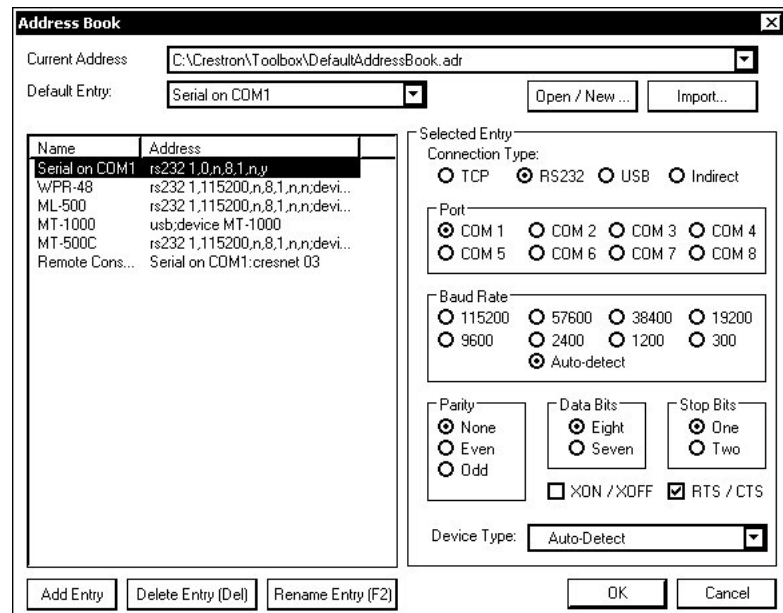 Address Book
Current Address
C:\Crestron\Toolbox\DefaultAddressBook.adr
Default Entry:
Serial on COM1
Open / New ...
Import...
Name Address
Serial on COM1 rs232 1,0,n,8,1,n,y
WPR-48 rs232 1,115200,n,8,1,n,n;devi...
ML-500 rs232 1,115200,n,8,1,n,n;devi...
MT-1000 usb;device MT-1000
MT-500C rs232 1,115200,n,8,1,n,n;devi...
Remote Cons... Serial on COM1:cresnet 03
Selected Entry
Connection Type:
TCP RS232 USB Indirect
Port
COM 1 COM 2 COM 3 COM 4
COM 5 COM 6 COM 7 COM 8
Baud Rate
115200 57600 38400 19200
9600 2400 1200 300
Auto-detect
Parity
None
Even
Odd
Data Bits
Eight
Seven
Stop Bits
One
Two
XON / XOFF RTS / CTS
Device Type: Auto-Detect
Add Entry Delete Entry (Del) Rename Entry (F2) OK Cancel